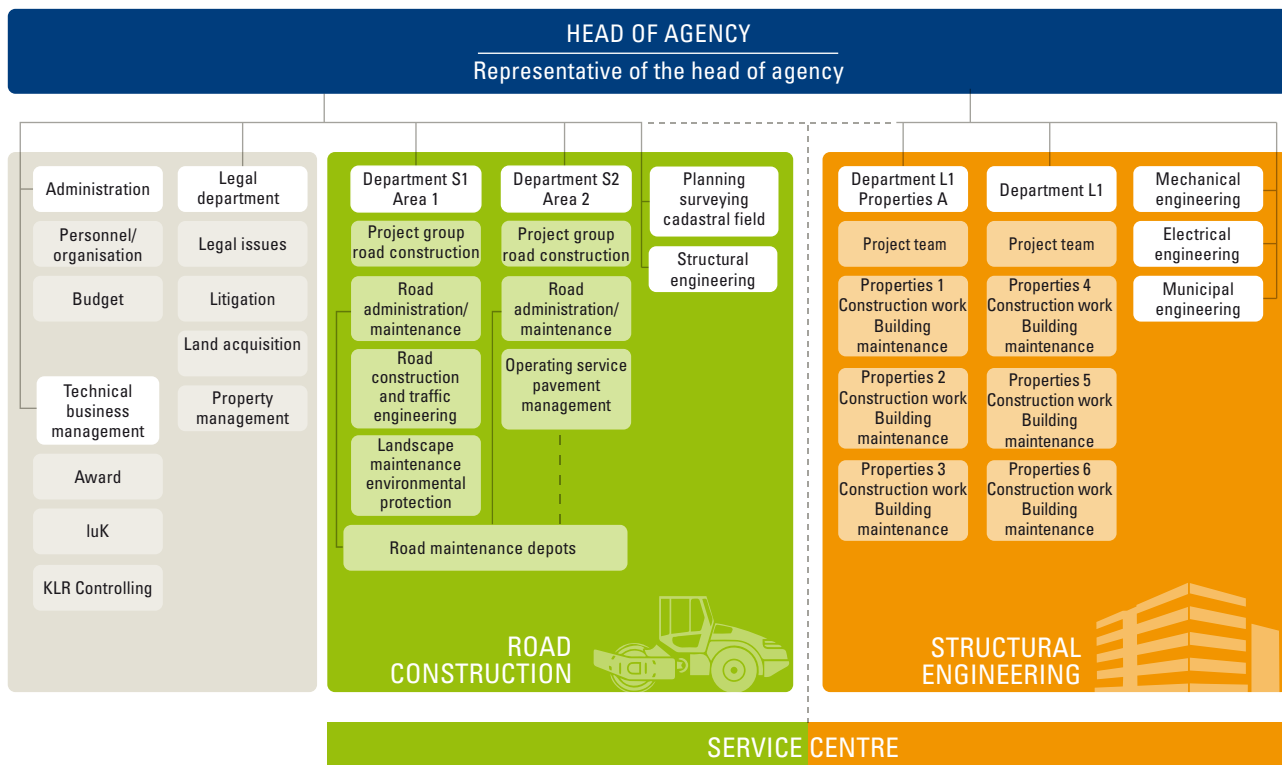 HEAD OF AGENCY
Representative of the head of agency
Administration
Personnel/
organisation
Budget
Technical
business
management
Award
IuK
KLR Controlling
Legal
department
Legal issues
Litigation
Land acquisition
Property
management
Department S1
Area 1
Project group
road construction
Road
administration/
maintenance
Road
construction
and traffic
engineering
Landscape
maintenance
environmental
protection
Department S2
Area 2
Project group
road construction
Road
administration/
maintenance
Operating service
pavement
management
Road maintenance depots
Planning
surveying
cadastral field
Structural
engineering
ROAD
CONSTRUCTION
Department L1
Properties A
Project team
Properties 1
Construction work
Building
maintenance
Properties 2
Construction work
Building
maintenance
Properties 3
Construction work
Building
maintenance
Department L1
Project team
Properties 4
Construction work
Building
maintenance
Properties 5
Construction work
Building
maintenance
Properties 6
Construction work
Building
maintenance
Mechanical
engineering
Electrical
engineering
Municipal
engineering
STRUCTURAL
ENGINEERING
SERVICE CENTRE